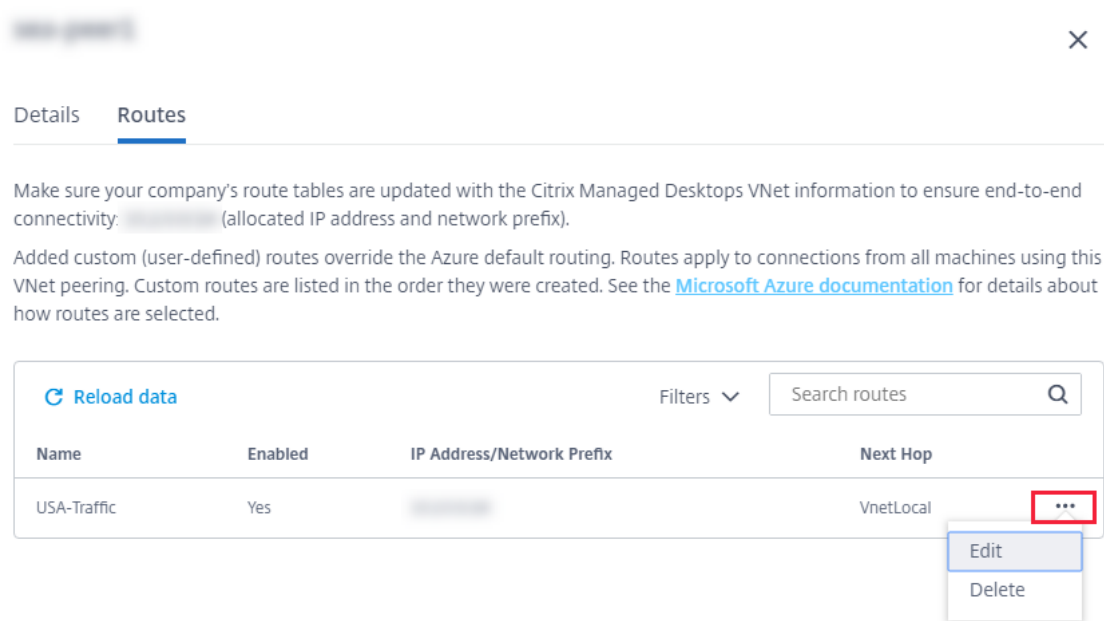 Details Routes
Make sure your company's route tables are updated with the Citrix Managed Desktops VNet information to ensure end-to-end
connectivity: (allocated IP address and network prefix).
Added custom (user-defined) routes override the Azure default routing. Routes apply to connections from all machines using this
VNet peering. Custom routes are listed in the order they were created. See the Microsoft Azure documentation for details about
how routes are selected.
Reload data Filters Search routes
Name Enabled IP Address/Network Prefix Next Hop
USA-Traffic Yes VnetLocal
Edit
Delete